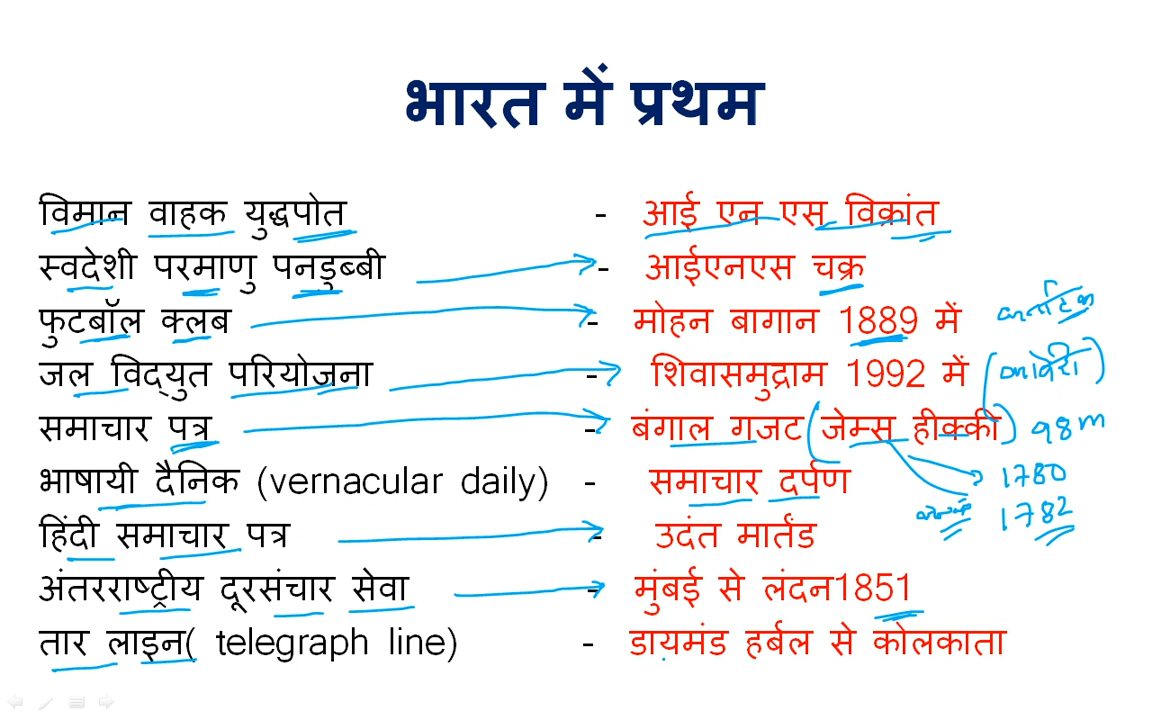 भारत में प्रथम
विमान वाहक युद्धपोत - आई एन एस विक्रांत
स्वदेशी परमाणु पनडुब्बी - आईएनएस चक्र
फुटबॉल क्लब - मोहन बागान 1889 में कर्नाटक
जल विद्युत परियोजना - शिवासमुद्राम 1992 में (कावेरी)
समाचार पत्र - बंगाल गजट (जेम्स हीक्की) 98m
भाषायी दैनिक (vernacular daily) - समाचार दर्पण 1780
हिंदी समाचार पत्र - उदंत मार्तंड 1782
अंतरराष्ट्रीय दूरसंचार सेवा - मुंबई से लंदन1851
तार लाइन( telegraph line) - डायमंड हर्बल से कोलकाता